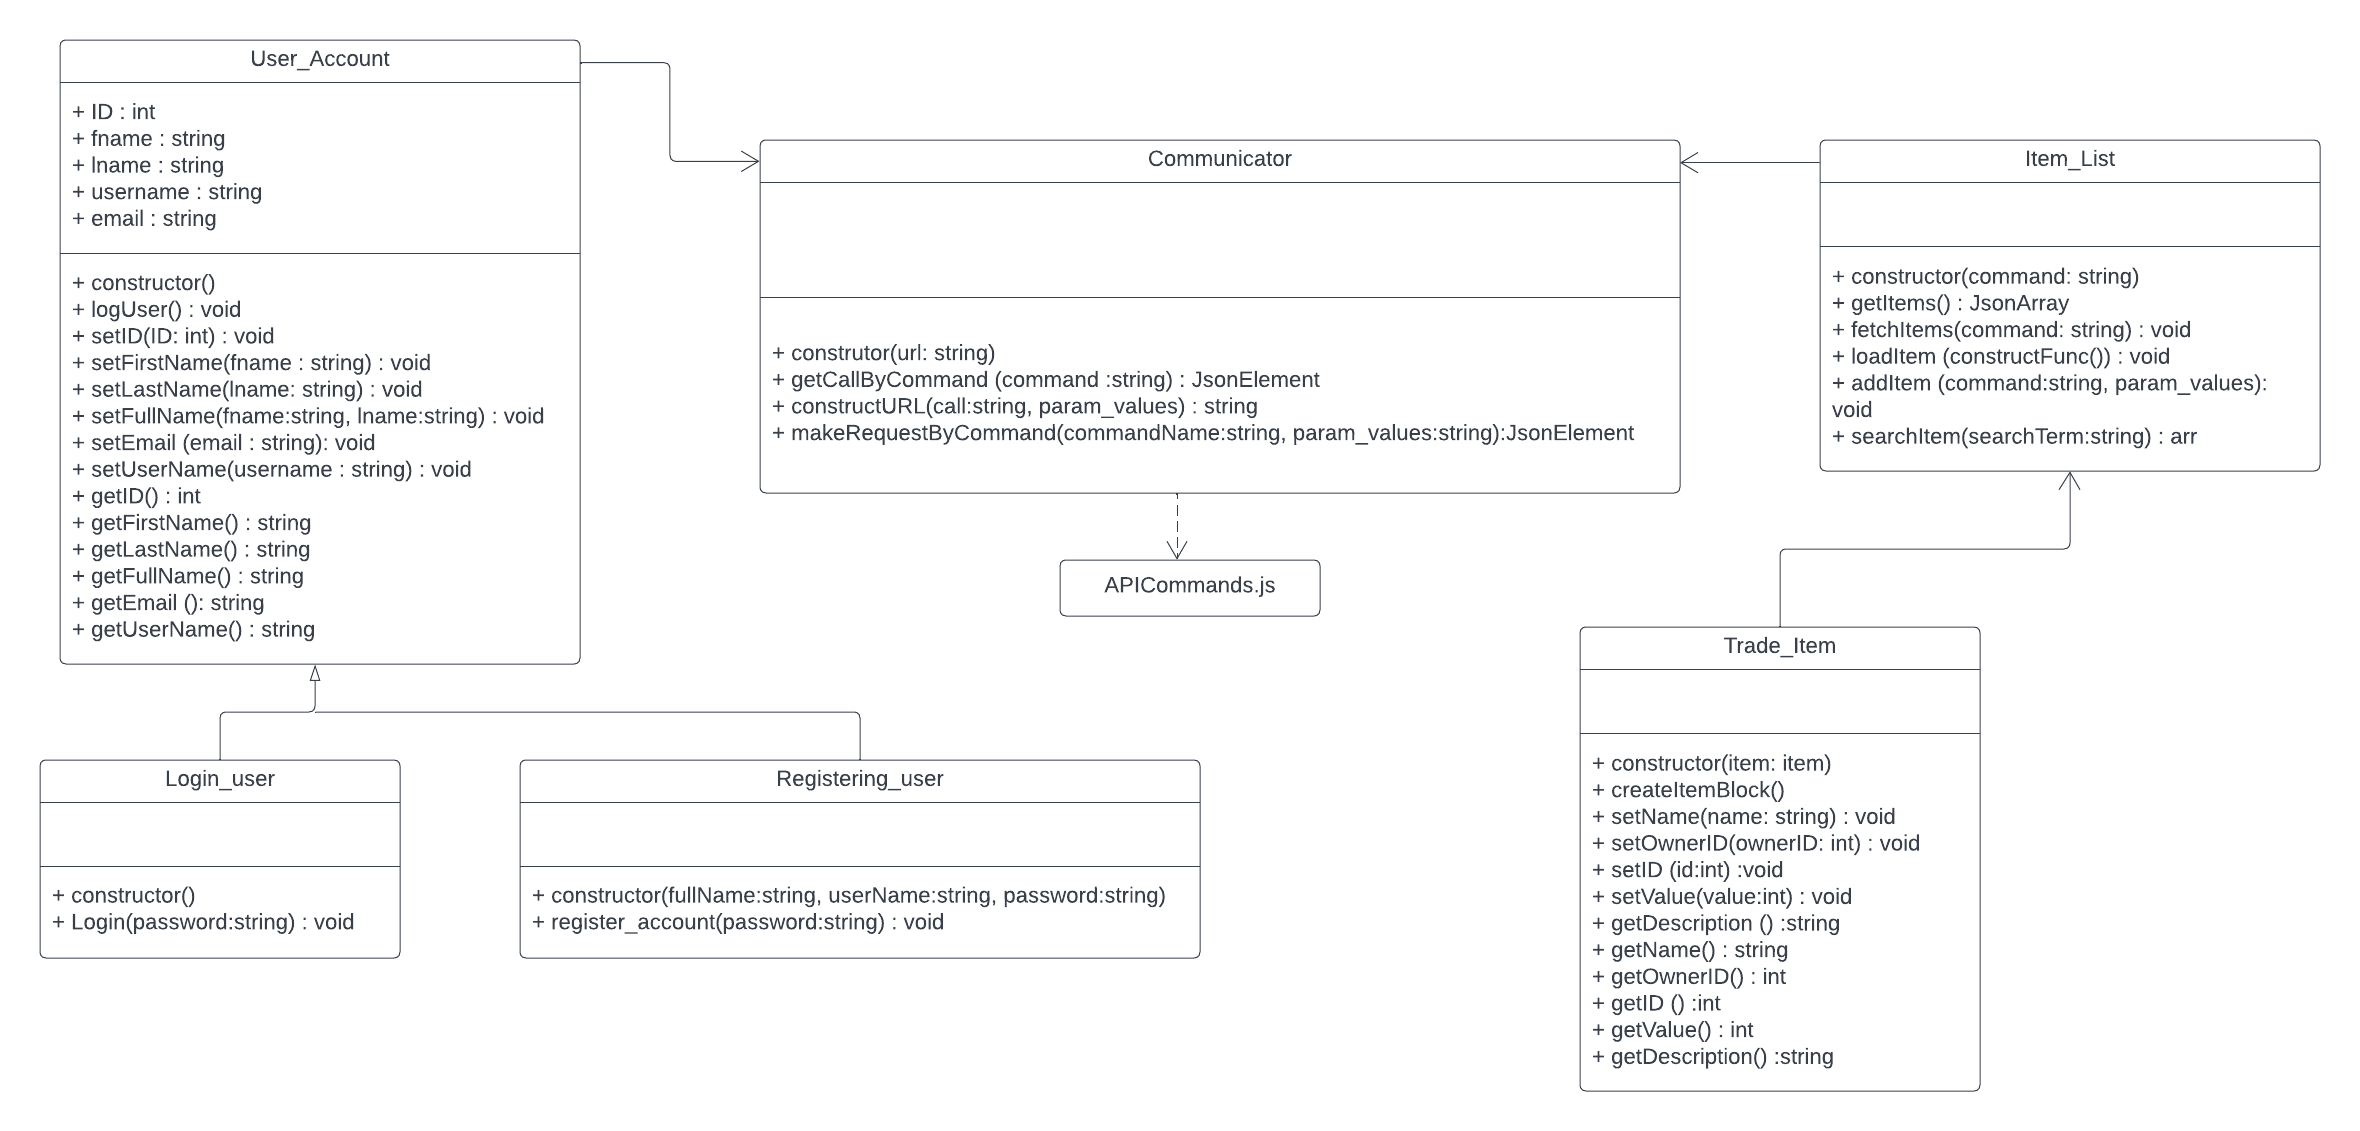 User_Account
+ ID : int
+ fname : string
+ lname : string
+ username : string
+ email : string
+ constructor()
+ logUser() : void
+ setID(ID: int) : void
+ setFirstName(fname : string) : void
+ setLastName(lname: string) : void
+ setFullName(fname:string, lname:string) : void
+ setEmail (email : string): void
+ setUserName(username : string) : void
+ getID() : int
+ getFirstName() : string
+ getLastName() : string
+ getFullName() : string
+ getEmail (): string
+ getUserName() : string
Communicator
+ construtor(url: string)
+ getCallByCommand (command :string) : JsonElement
+ constructURL(call:string, param_values) : string
+ makeRequestByCommand(commandName:string, param_values:string):JsonElement
Item_List
+ constructor(command: string)
+ getItems() : JsonArray
+ fetchItems(command: string) : void
+ loadItem (constructFunc()) : void
+ addItem (command:string, param_values):
void
+ searchItem(searchTerm:string) : arr
APICommands.js
Login_user
+ constructor()
+ Login(password:string) : void
Registering_user
+ constructor(fullName:string, userName:string, password:string)
+ register_account(password:string) : void
Trade_Item
+ constructor(item: item)
+ createItemBlock()
+ setName(name: string) : void
+ setOwnerID(ownerID: int) : void
+ setID (id:int) :void
+ setValue(value:int) : void
+ getDescription () :string
+ getName() : string
+ getOwnerID() : int
+ getID () :int
+ getValue() : int
+ getDescription() :string